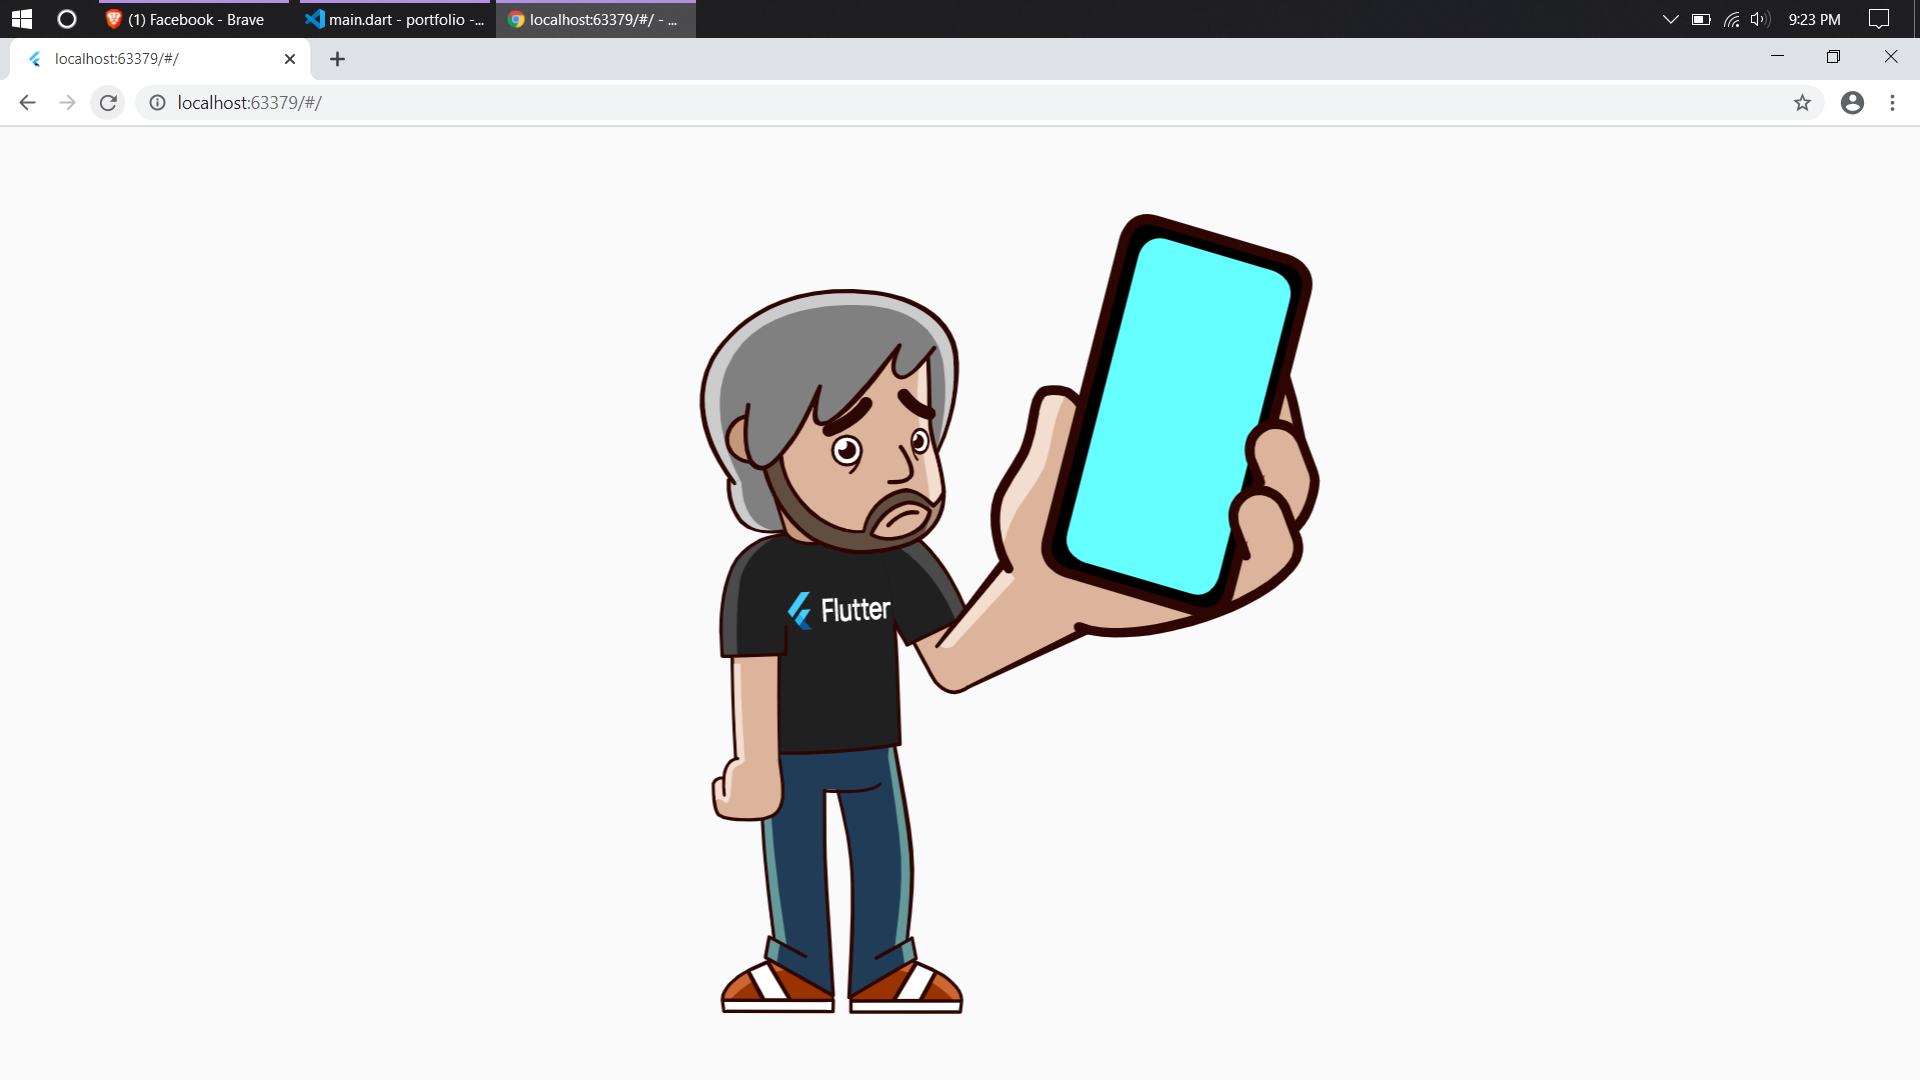 (1) Facebook - Brave
main.dart - portfolio -...
localhost:63379/#/ - ...
9:23 PM
localhost:63379/#/
localhost:63379/#/
Flutter